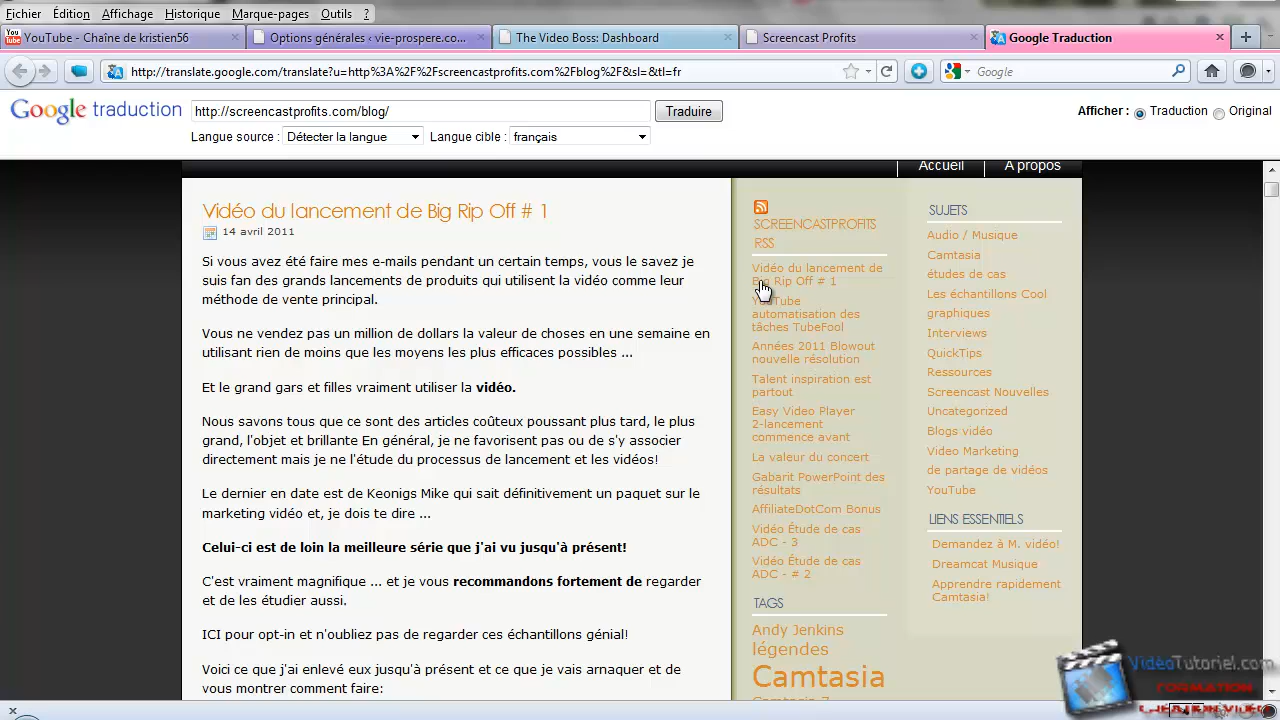 Fichier Édition Affichage Historique Marque-pages Outils ?
YouTube - Chaîne de kristien56 Options générales ‹ vie-prospere.co... The Video Boss: Dashboard Screencast Profits Google Traduction
http://translate.google.com/translate?u=http%3A%2F%2Fscreencastprofits.com%2Fblog%2F&sl=&tl=fr Google
Google traduction http://screencastprofits.com/blog/ Traduire Afficher : Traduction Original
Langue source : Détecter la langue Langue cible : français
Accueil A propos
Vidéo du lancement de Big Rip Off # 1
14 avril 2011
Si vous avez été faire mes e-mails pendant un certain temps, vous le savez je
suis fan des grands lancements de produits qui utilisent la vidéo comme leur
méthode de vente principal.
Vous ne vendez pas un million de dollars la valeur de choses en une semaine en
utilisant rien de moins que les moyens les plus efficaces possibles ...
Et le grand gars et filles vraiment utiliser la vidéo.
Nous savons tous que ce sont des articles coûteux poussant plus tard, le plus
grand, l'objet et brillante En général, je ne favorisent pas ou de s'y associer
directement mais je ne l'étude du processus de lancement et les vidéos!
Le dernier en date est de Keonigs Mike qui sait définitivement un paquet sur le
marketing vidéo et, je dois te dire ...
Celui-ci est de loin la meilleure série que j'ai vu jusqu'à présent!
C'est vraiment magnifique ... et je vous recommandons fortement de regarder
et de les étudier aussi.
ICI pour opt-in et n'oubliez pas de regarder ces échantillons génial!
Voici ce que j'ai enlevé eux jusqu'à présent et ce que je vais arnaquer et de
vous montrer comment faire:
SCREENCASTPROFITS
RSS
Vidéo du lancement de
Big Rip Off # 1
YouTube
automatisation des
tâches TubeFool
Années 2011 Blowout
nouvelle résolution
Talent inspiration est
partout
Easy Video Player
2-lancement
commence avant
La valeur du concert
Gabarit PowerPoint des
résultats
AffiliateDotCom Bonus
Vidéo Étude de cas
ADC - 3
Vidéo Étude de cas
ADC - # 2
TAGS
Andy Jenkins
légendes
Camtasia
Camtasia 7
SUJETS
Audio / Musique
Camtasia
études de cas
Les échantillons Cool
graphiques
Interviews
QuickTips
Ressources
Screencast Nouvelles
Uncategorized
Blogs vidéo
Video Marketing
de partage de vidéos
YouTube
LIENS ESSENTIELS
Demandez à M. vidéo!
Dreamcat Musique
Apprendre rapidement
Camtasia!
VidéoTutoriel.com
FORMATION
CRÉATION VIDÉO